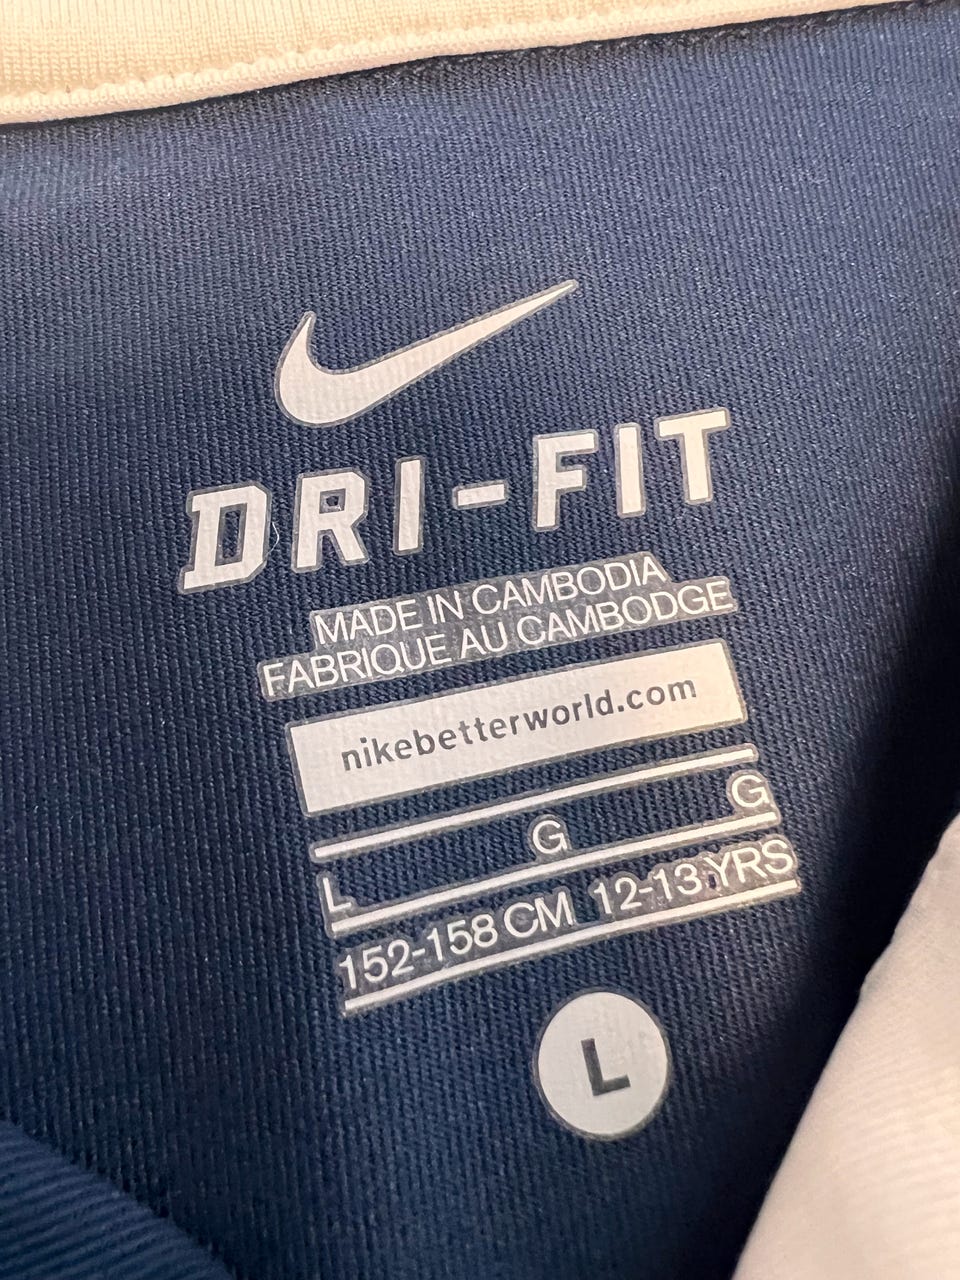 DRI-FIT
MADE IN CAMBODIA
FABRIQUE AU CAMBODGE
nikebetterworld.com
L G G
152-158 CM 12-13 YRS
L